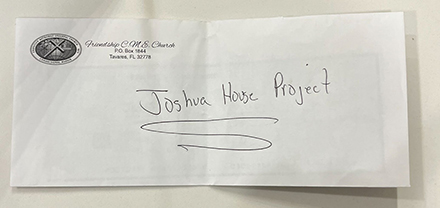 Friendship C.M.E. Church
P.O. Box 1644
Tavares, FL 32778
Joshua House Project